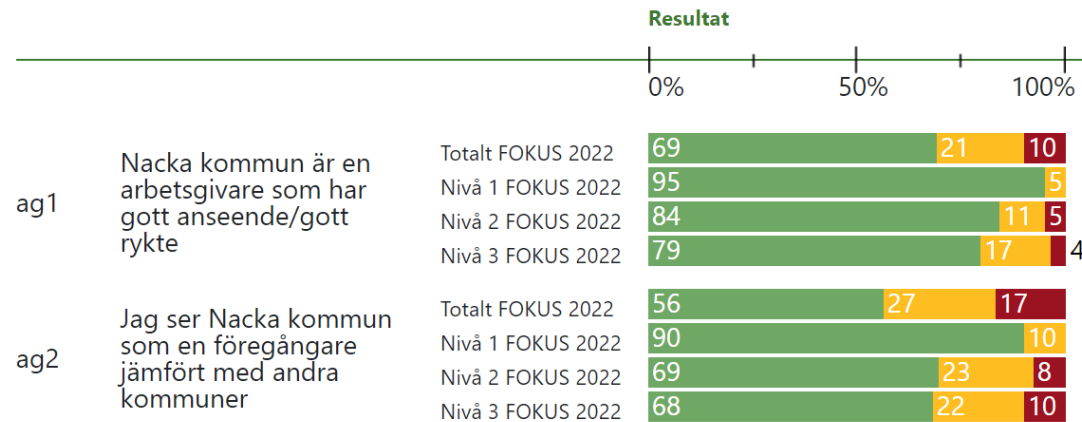 Resultat
0% 50% 100%
ag1
Nacka kommun är en
arbetsgivare som har
gott anseende/gott
rykte
Totalt FOKUS 2022 69 21 10
Nivå 1 FOKUS 2022 95 5
Nivå 2 FOKUS 2022 84 11 5
Nivå 3 FOKUS 2022 79 17 4
ag2
Jag ser Nacka kommun
som en föregångare
jämfört med andra
kommuner
Totalt FOKUS 2022 56 27 17
Nivå 1 FOKUS 2022 90 10
Nivå 2 FOKUS 2022 69 23 8
Nivå 3 FOKUS 2022 68 22 10